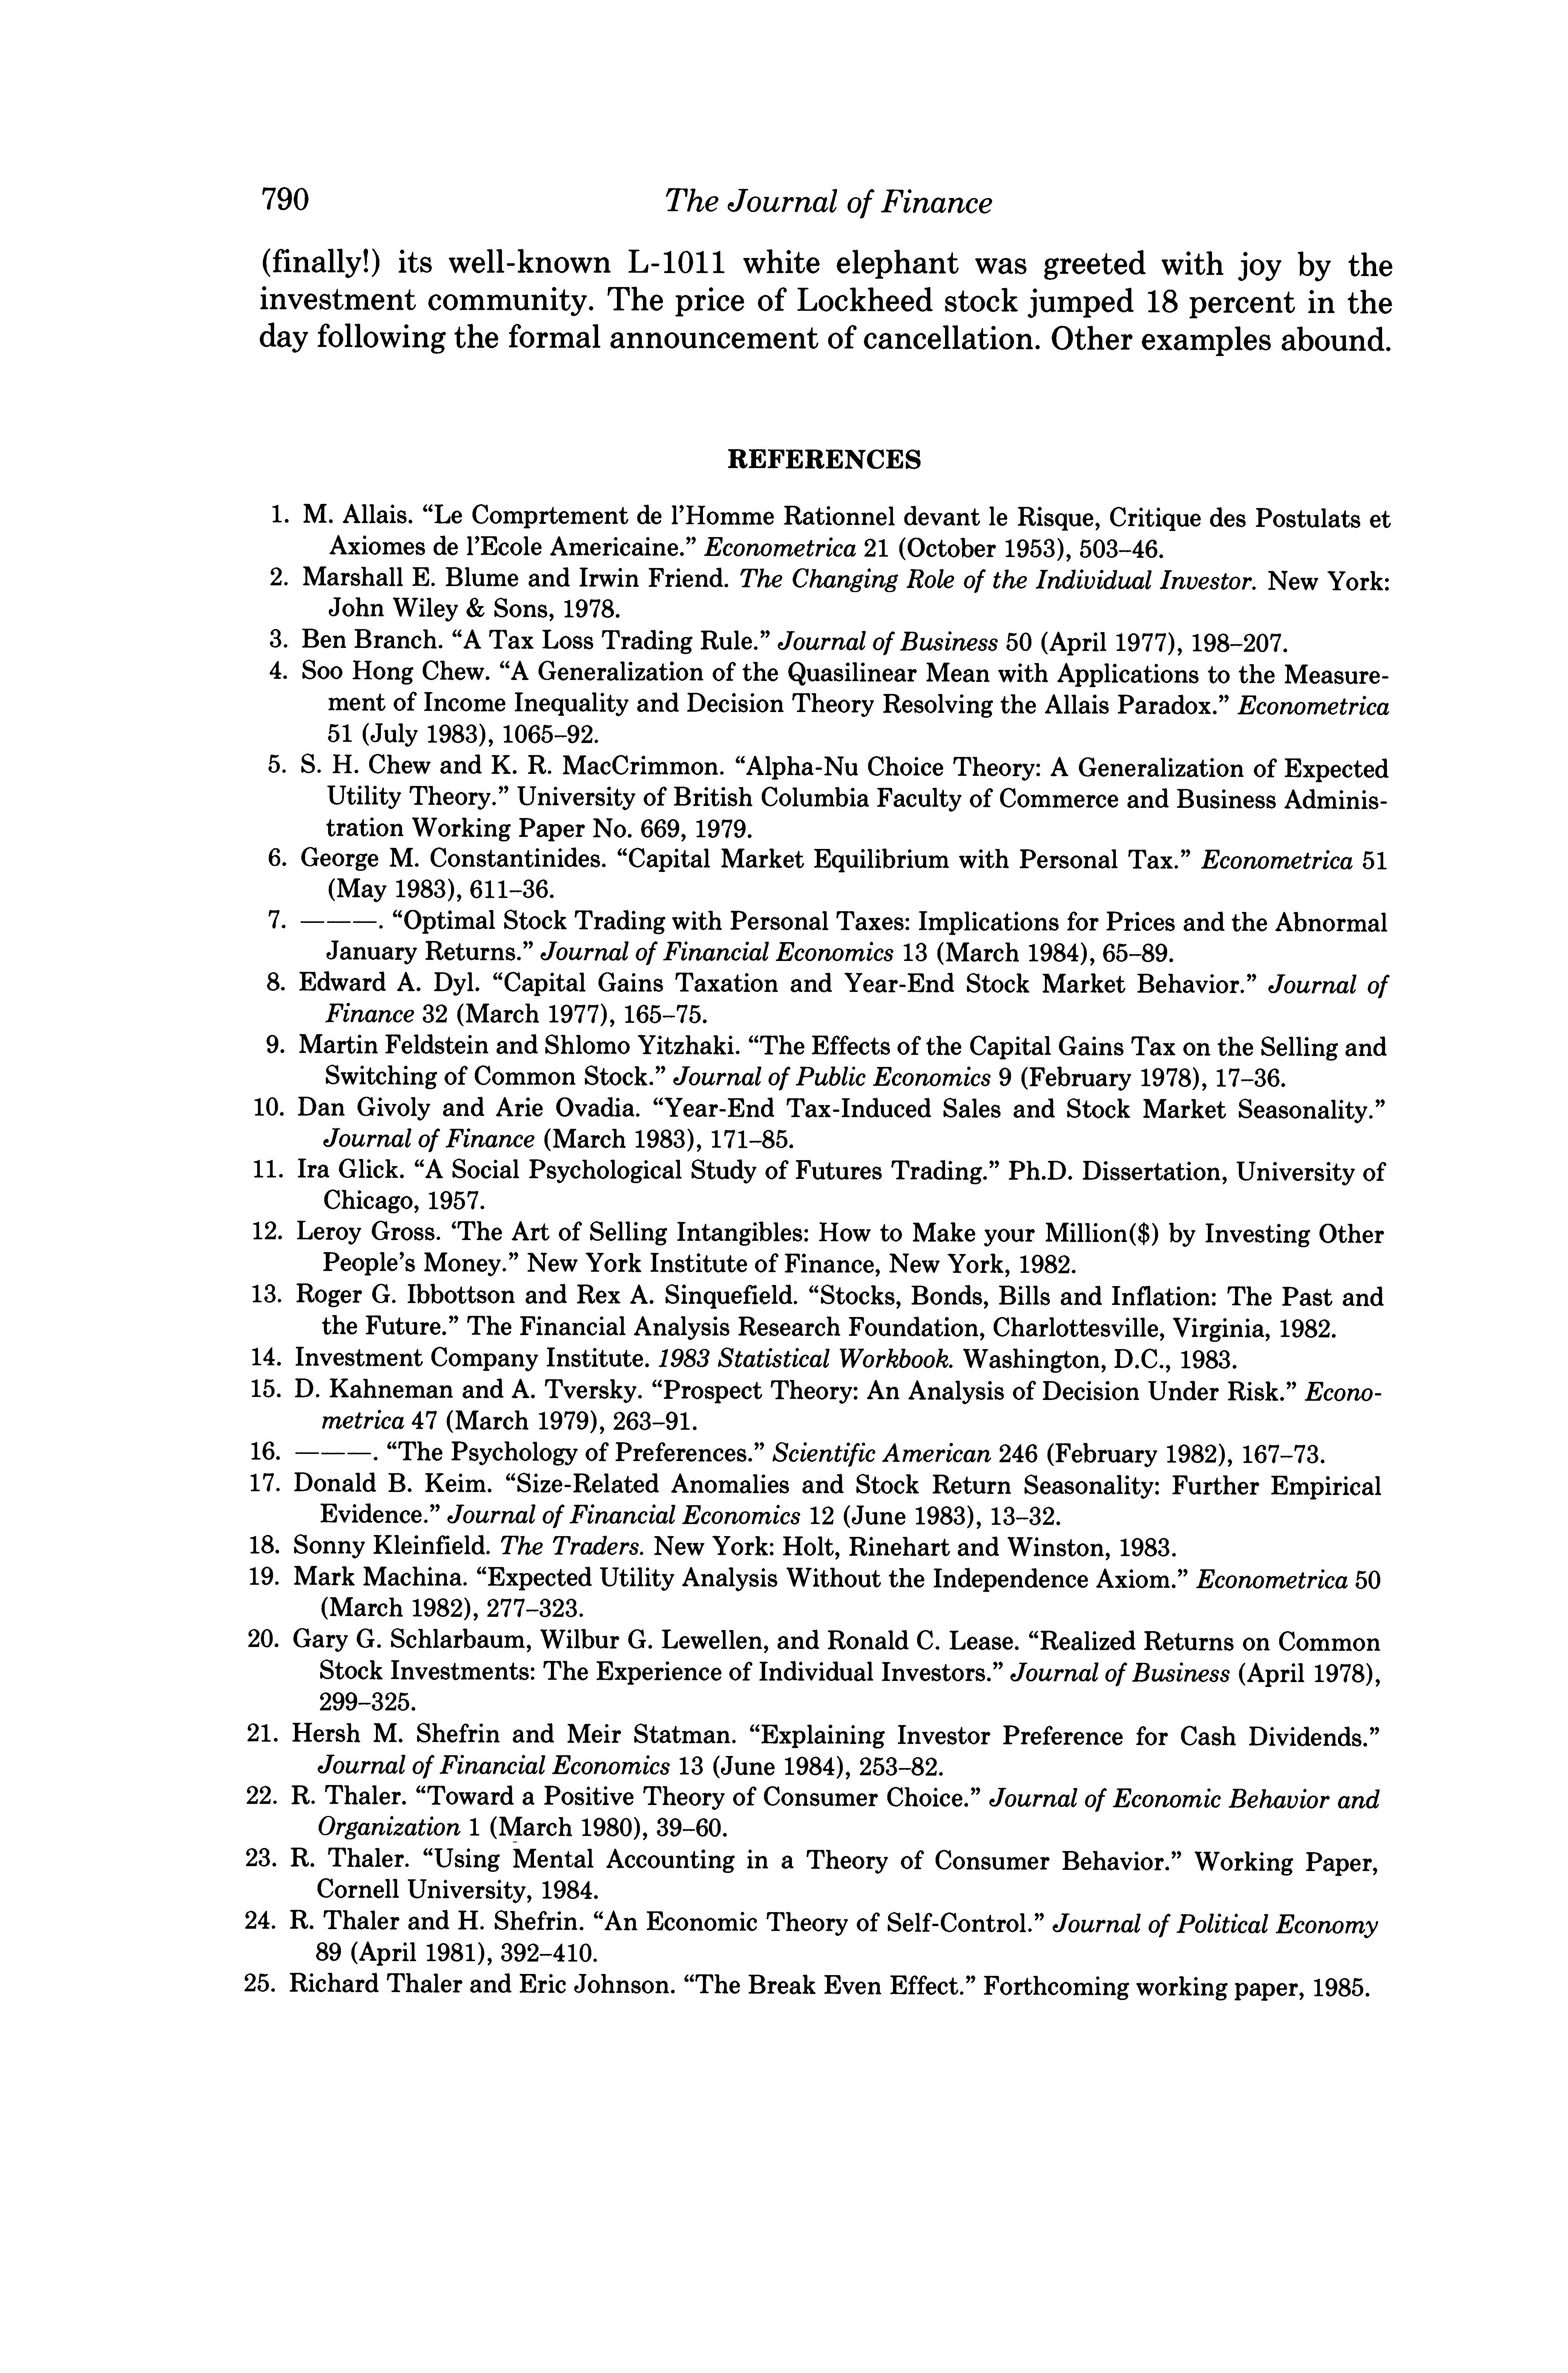 790 The Journal of Finance
(finally!) its well-known L-1011 white elephant was greeted with joy by the
investment community. The price of Lockheed stock jumped 18 percent in the
day following the formal announcement of cancellation. Other examples abound.
REFERENCES
1. M. Allais. “Le Comprtement de l’Homme Rationnel devant le Risque, Critique des Postulats et
Axiomes de l’Ecole Americaine.” Econometrica 21 (October 1953), 503–46.
2. Marshall E. Blume and Irwin Friend. The Changing Role of the Individual Investor. New York:
John Wiley & Sons, 1978.
3. Ben Branch. “A Tax Loss Trading Rule.” Journal of Business 50 (April 1977), 198–207.
4. Soo Hong Chew. “A Generalization of the Quasilinear Mean with Applications to the Measure-
ment of Income Inequality and Decision Theory Resolving the Allais Paradox.” Econometrica
51 (July 1983), 1065–92.
5. S. H. Chew and K. R. MacCrimmon. “Alpha-Nu Choice Theory: A Generalization of Expected
Utility Theory.” University of British Columbia Faculty of Commerce and Business Adminis-
tration Working Paper No. 669, 1979.
6. George M. Constantinides. “Capital Market Equilibrium with Personal Tax.” Econometrica 51
(May 1983), 611–36.
7. ———. “Optimal Stock Trading with Personal Taxes: Implications for Prices and the Abnormal
January Returns.” Journal of Financial Economics 13 (March 1984), 65–89.
8. Edward A. Dyl. “Capital Gains Taxation and Year-End Stock Market Behavior.” Journal of
Finance 32 (March 1977), 165–75.
9. Martin Feldstein and Shlomo Yitzhaki. “The Effects of the Capital Gains Tax on the Selling and
Switching of Common Stock.” Journal of Public Economics 9 (February 1978), 17–36.
10. Dan Givoly and Arie Ovadia. “Year-End Tax-Induced Sales and Stock Market Seasonality.”
Journal of Finance (March 1983), 171–85.
11. Ira Glick. “A Social Psychological Study of Futures Trading.” Ph.D. Dissertation, University of
Chicago, 1957.
12. Leroy Gross. ‘The Art of Selling Intangibles: How to Make your Million($) by Investing Other
People’s Money.” New York Institute of Finance, New York, 1982.
13. Roger G. Ibbottson and Rex A. Sinquefield. “Stocks, Bonds, Bills and Inflation: The Past and
the Future.” The Financial Analysis Research Foundation, Charlottesville, Virginia, 1982.
14. Investment Company Institute. 1983 Statistical Workbook. Washington, D.C., 1983.
15. D. Kahneman and A. Tversky. “Prospect Theory: An Analysis of Decision Under Risk.” Econo-
metrica 47 (March 1979), 263–91.
16. ———. “The Psychology of Preferences.” Scientific American 246 (February 1982), 167–73.
17. Donald B. Keim. “Size-Related Anomalies and Stock Return Seasonality: Further Empirical
Evidence.” Journal of Financial Economics 12 (June 1983), 13–32.
18. Sonny Kleinfield. The Traders. New York: Holt, Rinehart and Winston, 1983.
19. Mark Machina. “Expected Utility Analysis Without the Independence Axiom.” Econometrica 50
(March 1982), 277–323.
20. Gary G. Schlarbaum, Wilbur G. Lewellen, and Ronald C. Lease. “Realized Returns on Common
Stock Investments: The Experience of Individual Investors.” Journal of Business (April 1978),
299–325.
21. Hersh M. Shefrin and Meir Statman. “Explaining Investor Preference for Cash Dividends.”
Journal of Financial Economics 13 (June 1984), 253–82.
22. R. Thaler. “Toward a Positive Theory of Consumer Choice.” Journal of Economic Behavior and
Organization 1 (March 1980), 39–60.
23. R. Thaler. “Using Mental Accounting in a Theory of Consumer Behavior.” Working Paper,
Cornell University, 1984.
24. R. Thaler and H. Shefrin. “An Economic Theory of Self-Control.” Journal of Political Economy
89 (April 1981), 392–410.
25. Richard Thaler and Eric Johnson. “The Break Even Effect.” Forthcoming working paper, 1985.